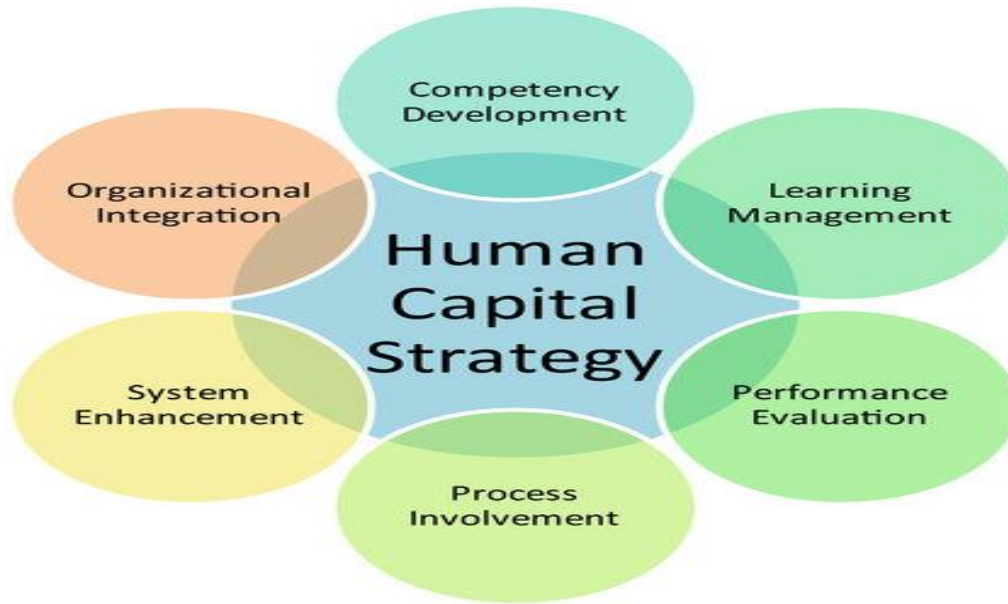 Competency
Development
Learning
Management
Performance
Evaluation
Process
Involvement
System
Enhancement
Organizational
Integration
Human
Capital
Strategy